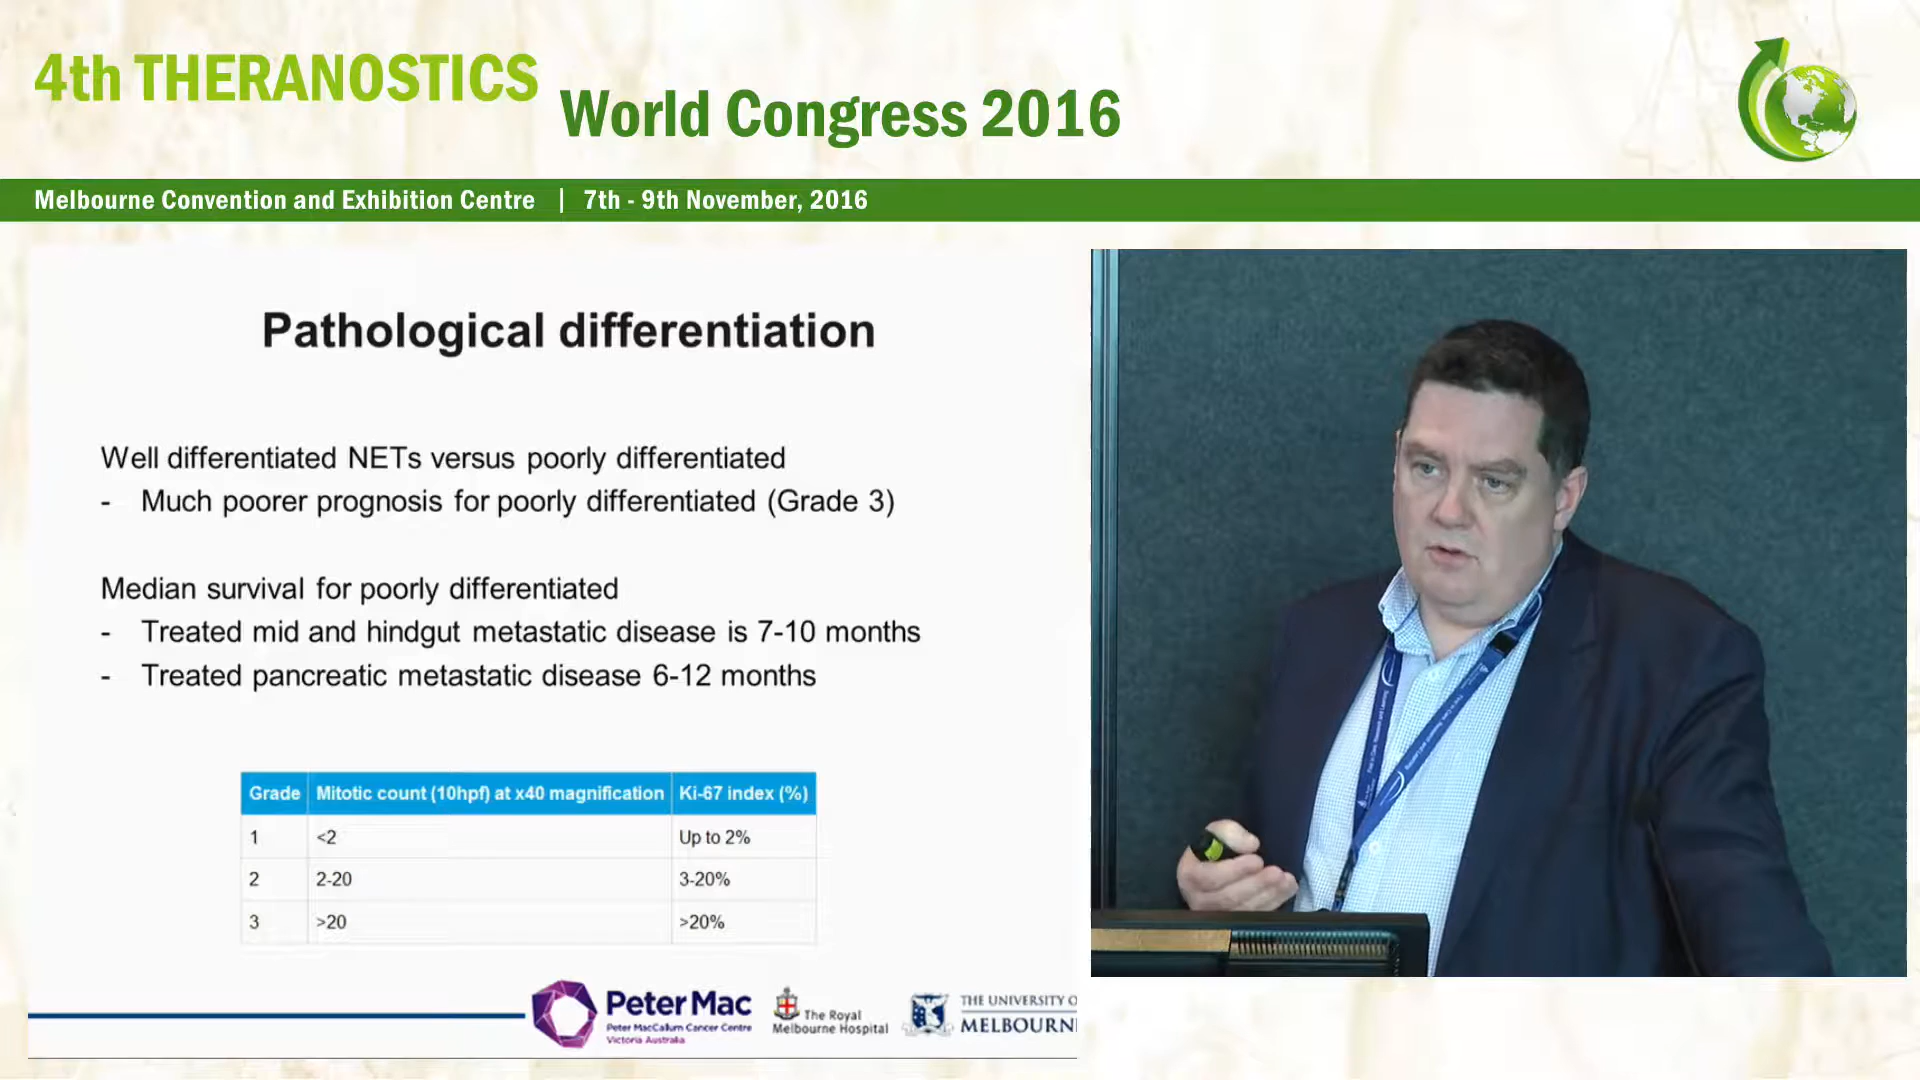 4th THERANOSTICS
World Congress 2016
Melbourne Convention and Exhibition Centre | 7th - 9th November, 2016
Pathological differentiation
Well differentiated NETs versus poorly differentiated
- Much poorer prognosis for poorly differentiated (Grade 3)
Median survival for poorly differentiated
- Treated mid and hindgut metastatic disease is 7-10 months
- Treated pancreatic metastatic disease 6-12 months
Grade Mitotic count (10hpf) at x40 magnification Ki-67 index (%)
1 <2 Up to 2%
2 2-20 3-20%
3 >20 >20%
Peter Mac
Peter MacCallum Cancer Centre
Victoria Australia
The Royal
Melbourne Hospital
THE UNIVERSITY O
MELBOURN